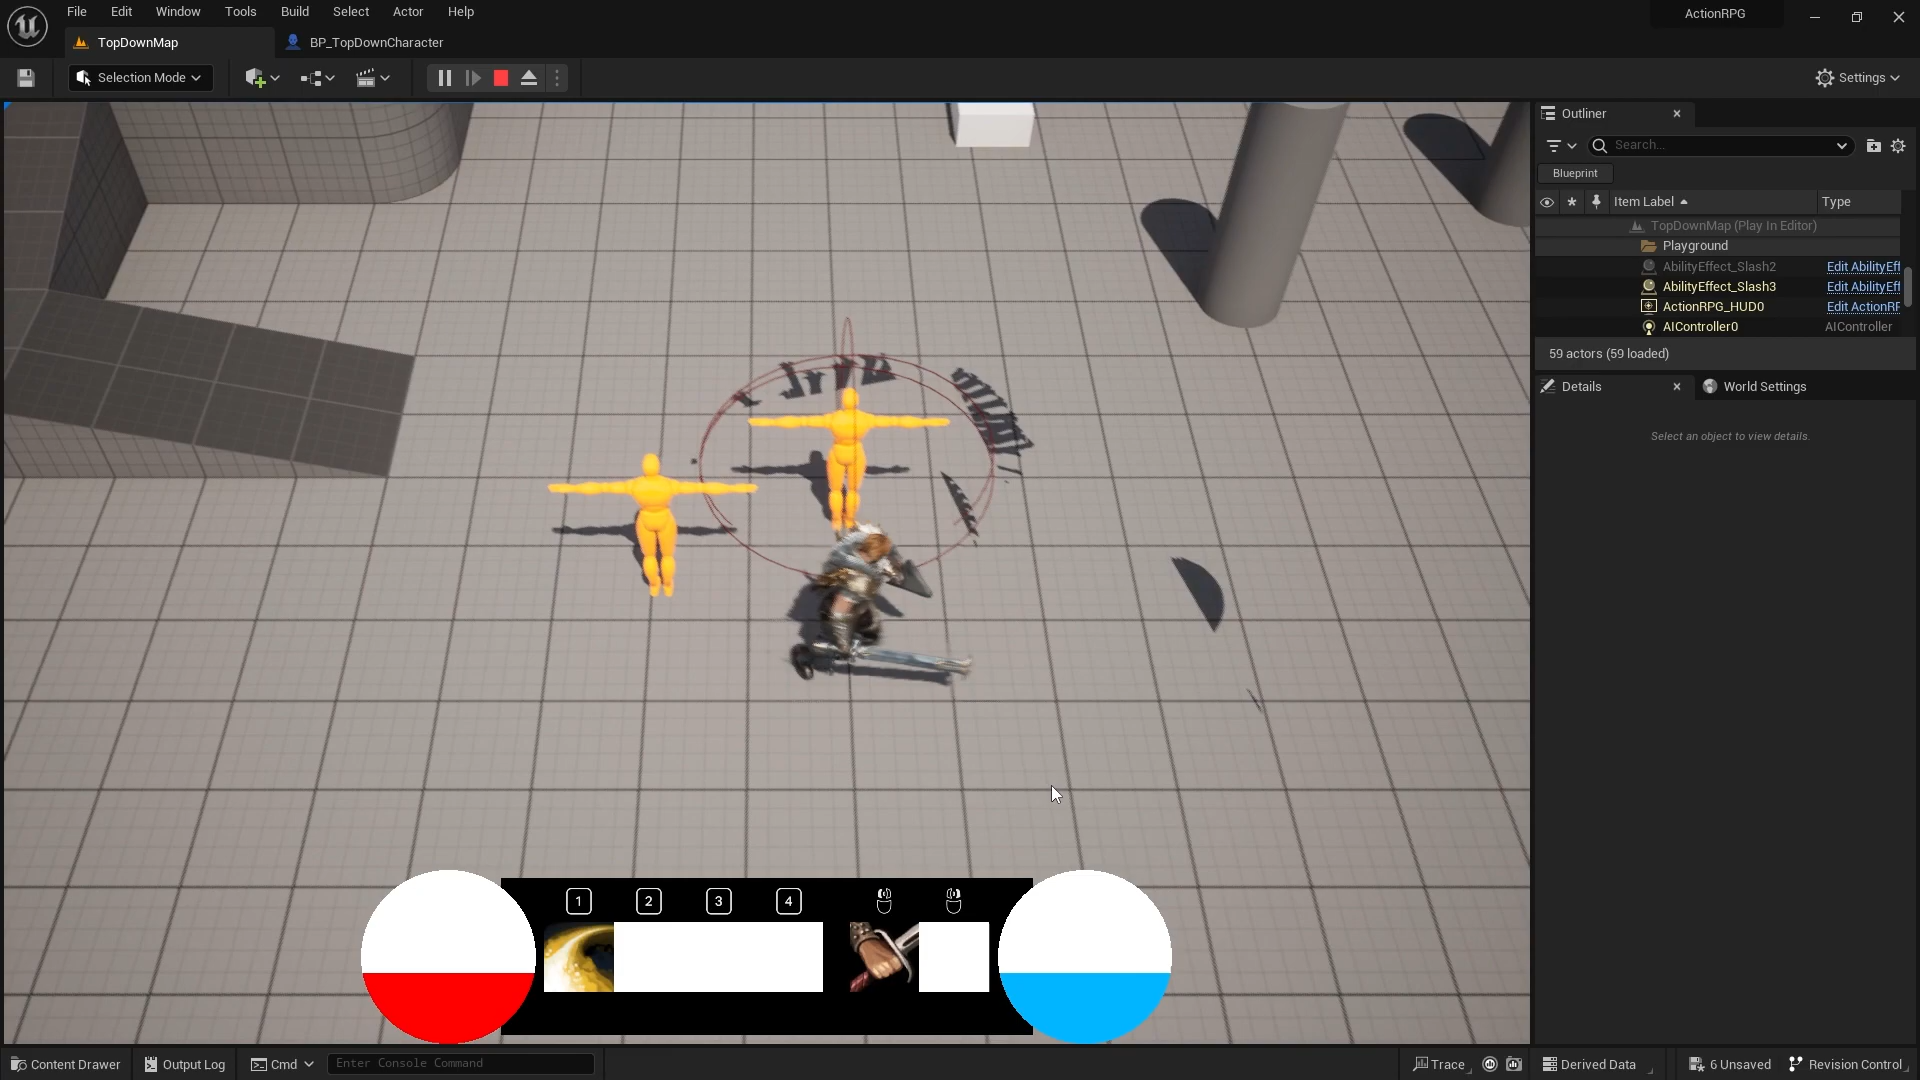 File Edit Window Tools Build Select Actor Help
ActionRPG
TopDownMap
BP_TopDownCharacter
Selection Mode
Settings
Outliner
Search...
Blueprint
Item Label
Type
TopDownMap (Play In Editor)
Playground
AbilityEffect_Slash2 Edit AbilityEff
AbilityEffect_Slash3 Edit AbilityEff
ActionRPG_HUD0 Edit ActionRP
AIController0 AIController
59 actors (59 loaded)
Details
World Settings
Select an object to view details.
1 2 3 4
Content Drawer
Output Log
Cmd
Enter Console Command
Trace
Derived Data
6 Unsaved
Revision Control